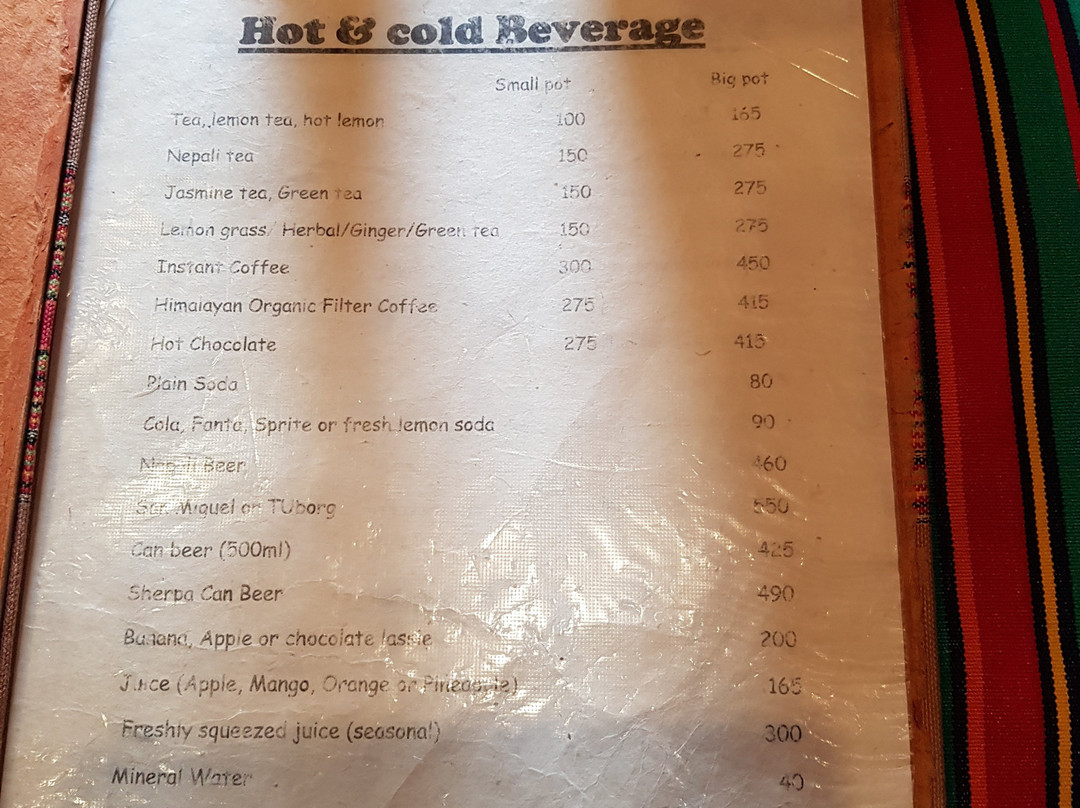 Hot & cold Beverage
Small pot Big pot
Tea, lemon tea, hot lemon 100 165
Nepali tea 150 275
Jasmine tea, Green tea 150 275
Lemon grass/ Herbal/Ginger/Green tea 150 275
Instant Coffee 300 450
Himalayan Organic Filter Coffee 275 415
Hot Chocolate 275 415
Plain Soda 80
Cola, Fanta, Sprite or fresh lemon soda 90
Beer 460
San Miguel or TUborg 550
Can beer (500ml) 425
Sherpa Can Beer 490
Banana, Apple or chocolate lassie 200
Juice (Apple, Mango, Orange or Pineapple) 165
Freshly squeezed juice (seasonal) 300
Mineral Water 40